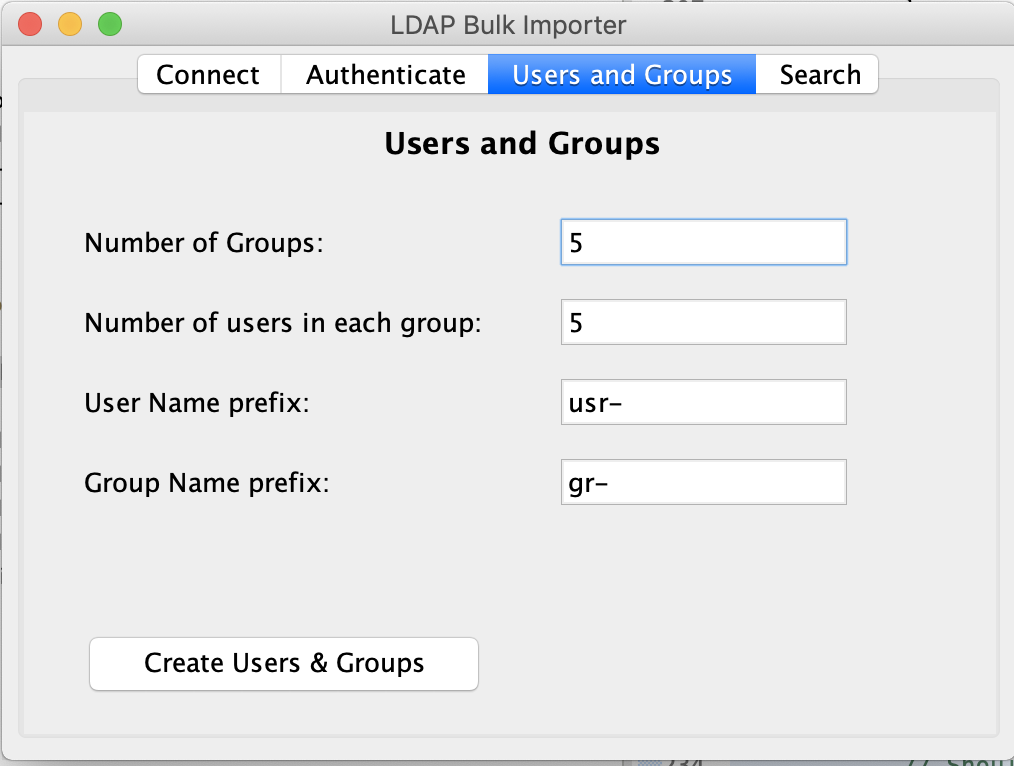 LDAP Bulk Importer
Connect Authenticate Users and Groups Search
Users and Groups
Number of Groups: 5
Number of users in each group: 5
User Name prefix: usr-
Group Name prefix: gr-
Create Users & Groups